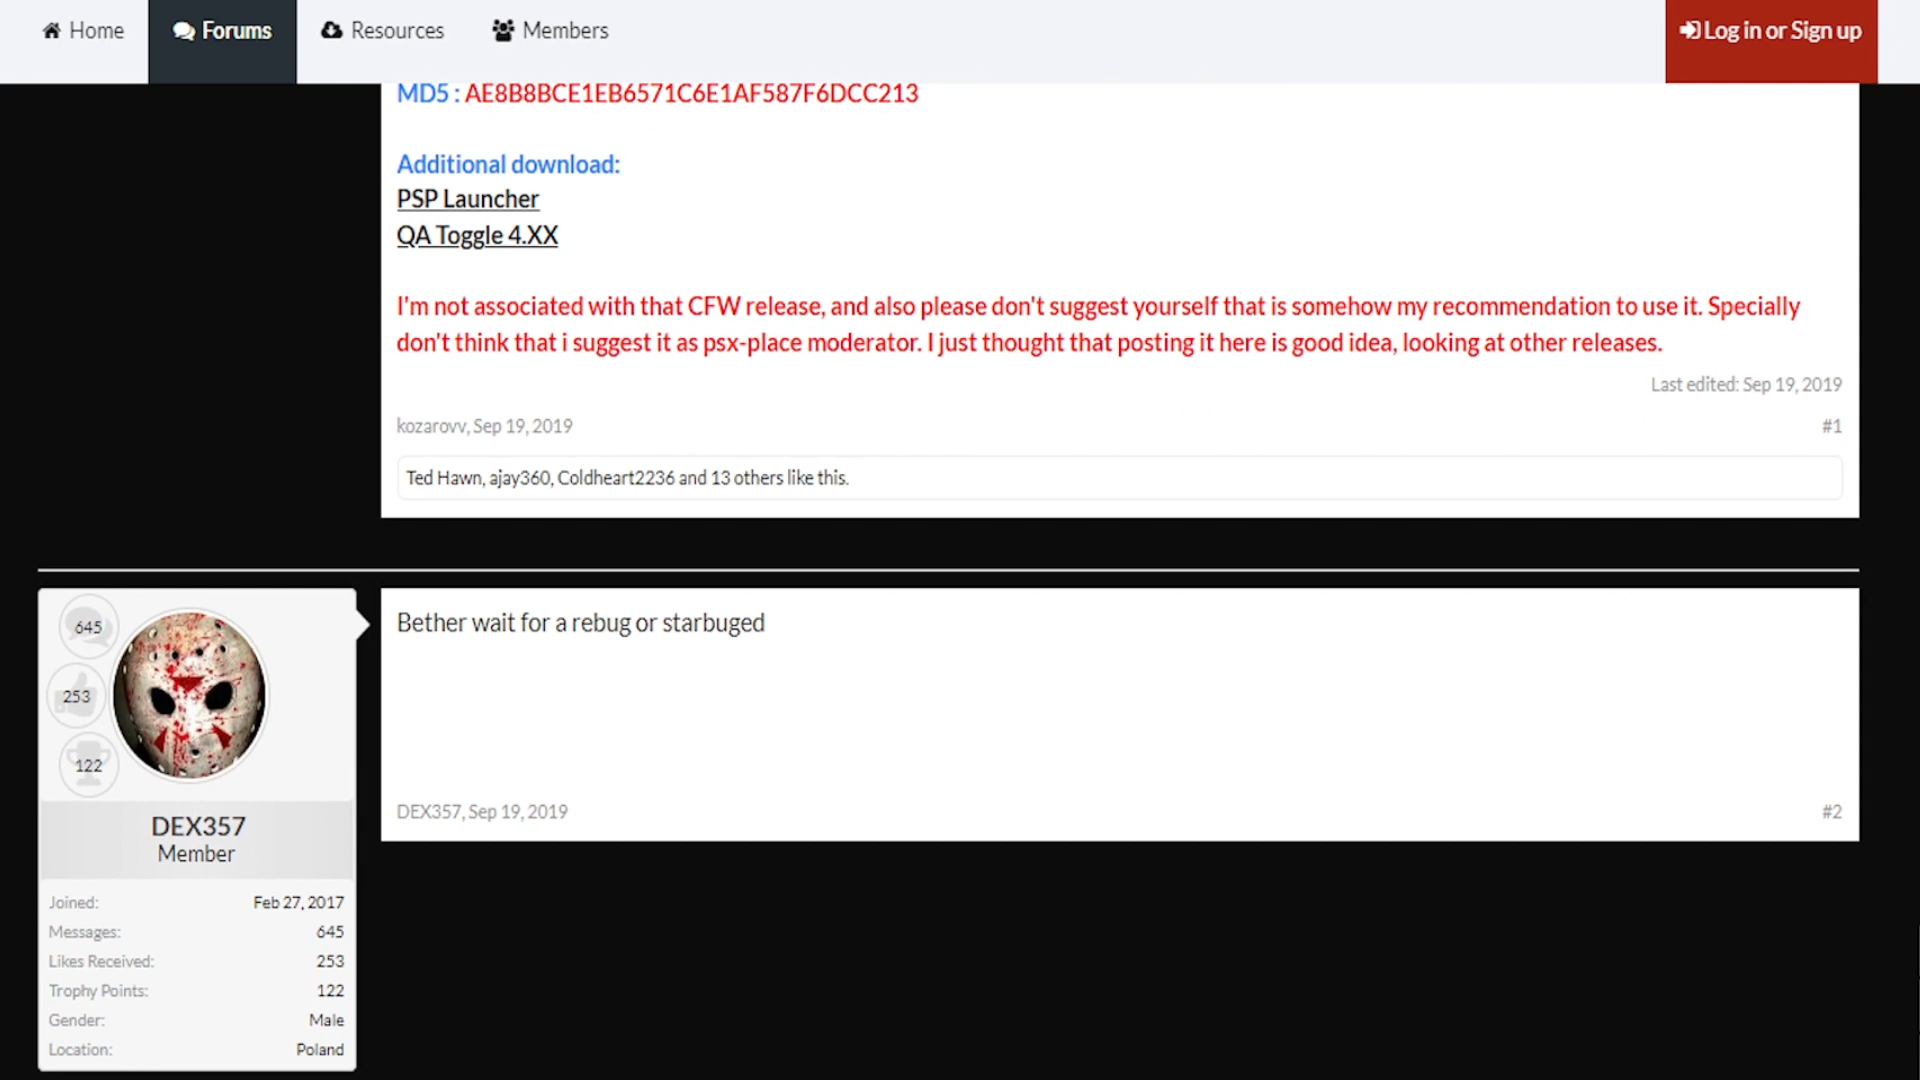 Home Forums Resources Members Log in or Sign up
MD5 : AE8B8BCE1EB6571C6E1AF587F6DCC213
Additional download:
PSP Launcher
QA Toggle 4.XX
I'm not associated with that CFW release, and also please don't suggest yourself that is somehow my recommendation to use it. Specially
don't think that i suggest it as psx-place moderator. I just thought that posting it here is good idea, looking at other releases.
Last edited: Sep 19, 2019
kozarovv, Sep 19, 2019 #1
Ted Hawn, ajay360, Coldheart2236 and 13 others like this.
645
253
122
DEX357
Member
Joined: Feb 27, 2017
Messages: 645
Likes Received: 253
Trophy Points: 122
Gender: Male
Location: Poland
Bether wait for a rebug or starbuged
DEX357, Sep 19, 2019 #2